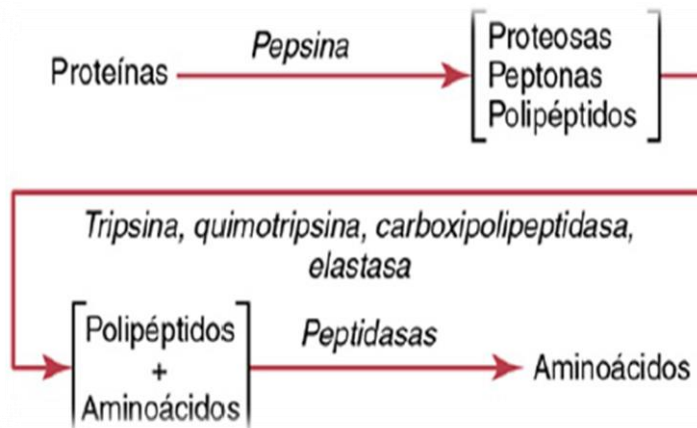 Proteínas
Pepsina
Proteosas
Peptonas
Polipéptidos
Tripsina, quimotripsina, carboxipolipeptidasa,
elastasa
Polipéptidos
+
Aminoácidos
Peptidasas
Aminoácidos